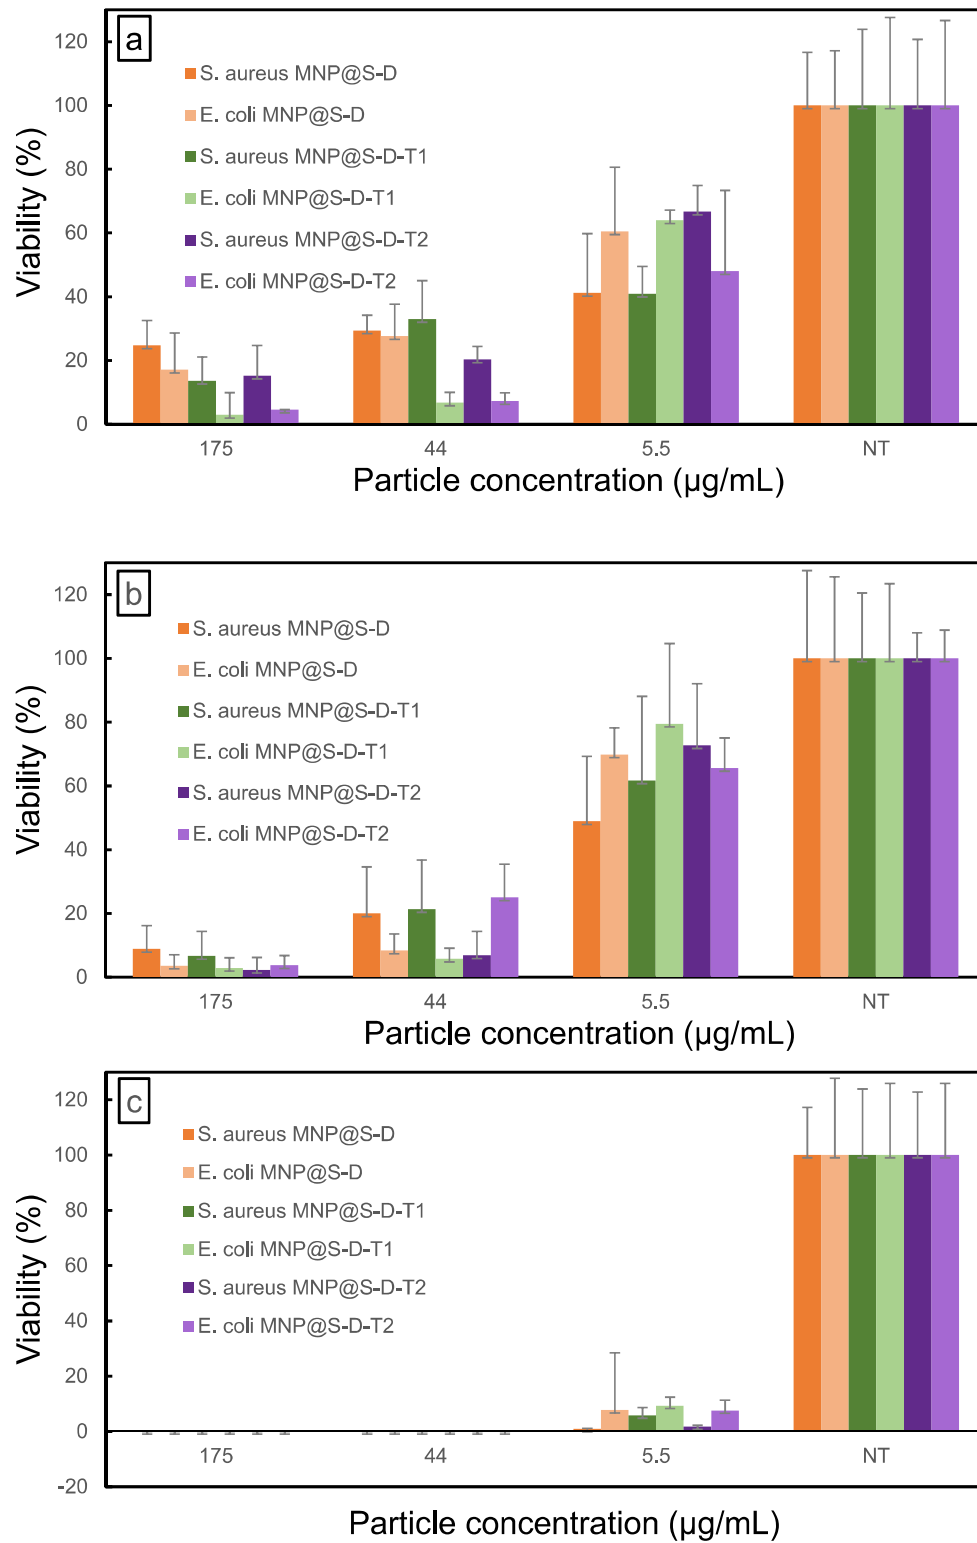 a
120
100
80
60
40
20
0
Viability (%)
S. aureus MNP@S-D
E. coli MNP@S-D
S. aureus MNP@S-D-T1
E. coli MNP@S-D-T1
S. aureus MNP@S-D-T2
E. coli MNP@S-D-T2
175 44 5.5 NT
Particle concentration (µg/mL)
b
120
100
80
60
40
20
0
Viability (%)
S. aureus MNP@S-D
E. coli MNP@S-D
S. aureus MNP@S-D-T1
E. coli MNP@S-D-T1
S. aureus MNP@S-D-T2
E. coli MNP@S-D-T2
175 44 5.5 NT
Particle concentration (µg/mL)
c
120
100
80
60
40
20
0
-20
Viability (%)
S. aureus MNP@S-D
E. coli MNP@S-D
S. aureus MNP@S-D-T1
E. coli MNP@S-D-T1
S. aureus MNP@S-D-T2
E. coli MNP@S-D-T2
175 44 5.5 NT
Particle concentration (µg/mL)